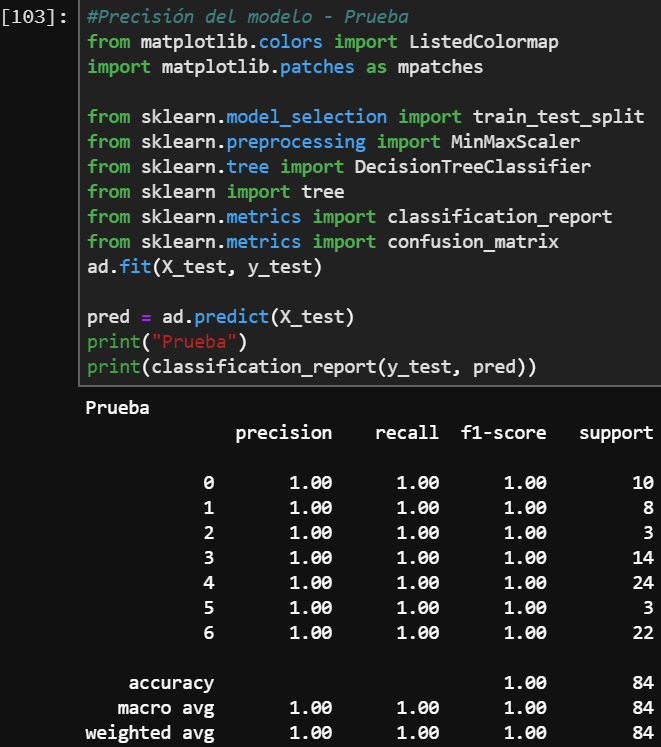 [103]: #Precisión del modelo - Prueba
from matplotlib.colors import ListedColormap
import matplotlib.patches as mpatches
from sklearn.model_selection import train_test_split
from sklearn.preprocessing import MinMaxScaler
from sklearn.tree import DecisionTreeClassifier
from sklearn import tree
from sklearn.metrics import classification_report
from sklearn.metrics import confusion_matrix
ad.fit(X_test, y_test)
pred = ad.predict(X_test)
print("Prueba")
print(classification_report(y_test, pred))
Prueba
precision recall f1-score support
0 1.00 1.00 1.00 10
1 1.00 1.00 1.00 8
2 1.00 1.00 1.00 3
3 1.00 1.00 1.00 14
4 1.00 1.00 1.00 24
5 1.00 1.00 1.00 3
6 1.00 1.00 1.00 22
accuracy 1.00 84
macro avg 1.00 1.00 1.00 84
weighted avg 1.00 1.00 1.00 84